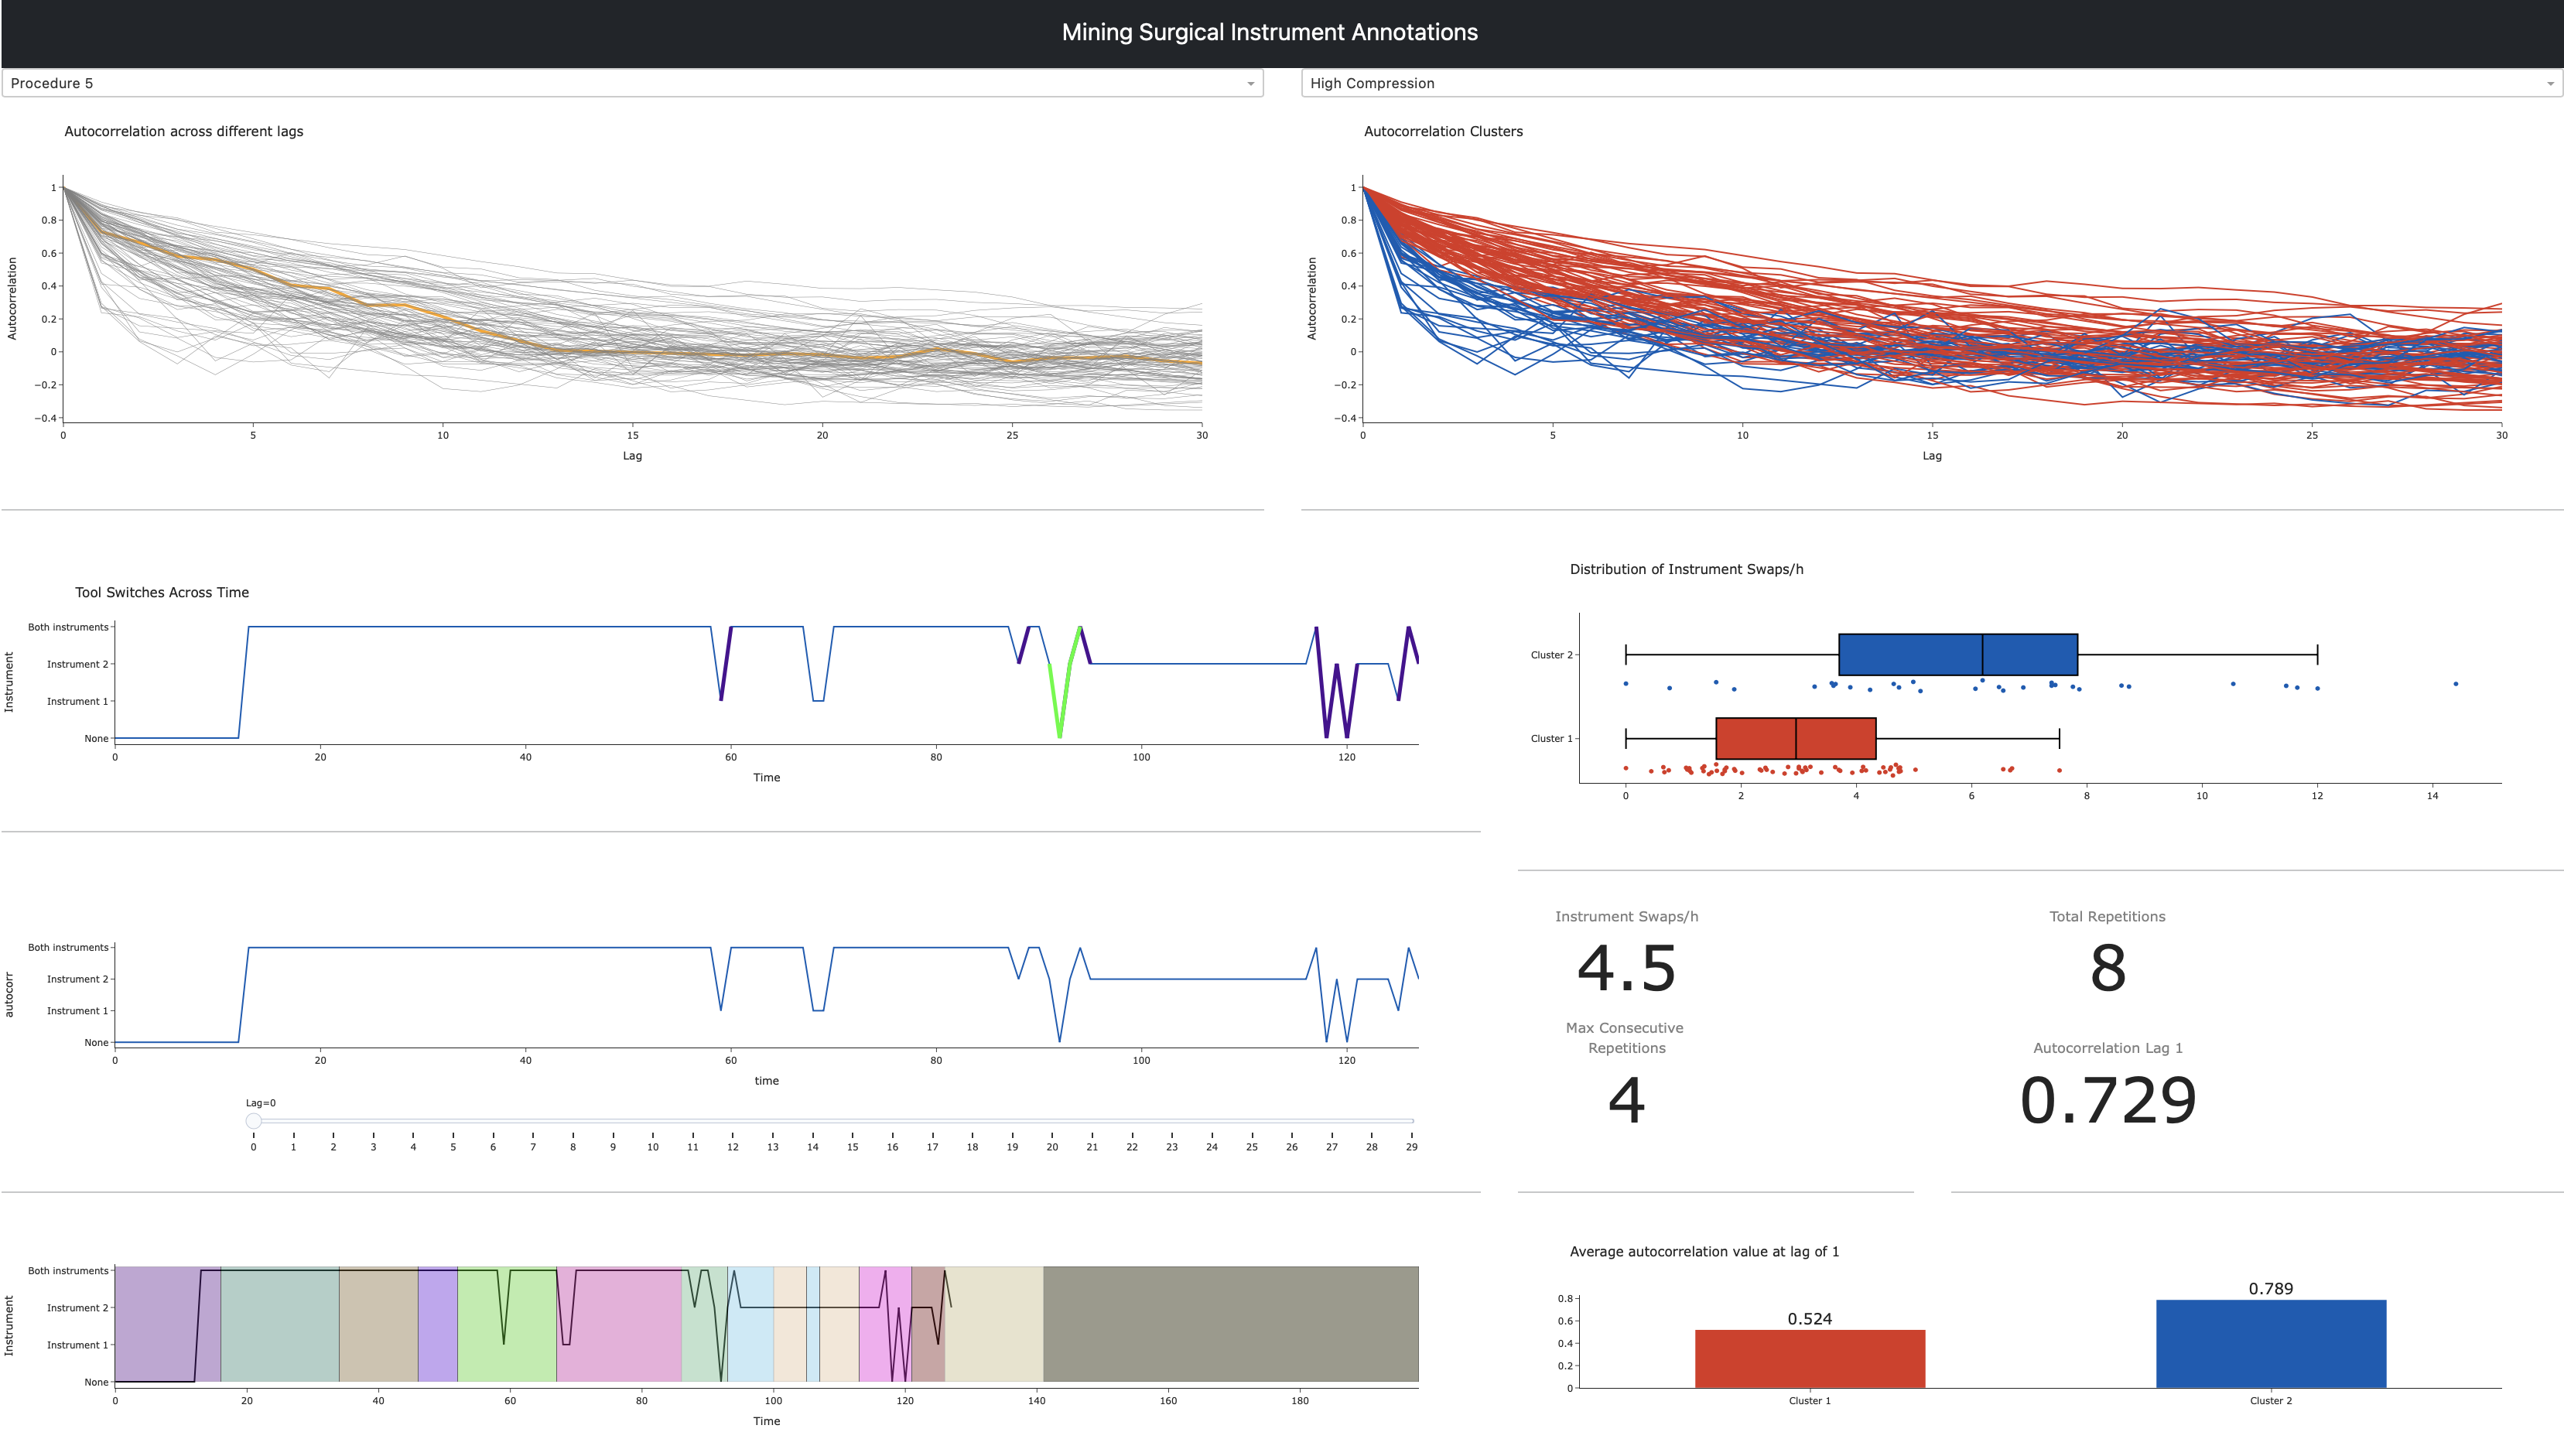 Mining Surgical Instrument Annotations
Procedure 5
High Compression
Autocorrelation across different lags
Autocorrelation
1
0.8
0.6
0.4
0.2
0
−0.2
−0.4
0 5 10 15 20 25 30
Lag
Autocorrelation Clusters
Autocorrelation
1
0.8
0.6
0.4
0.2
0
−0.2
−0.4
0 5 10 15 20 25 30
Lag
Tool Switches Across Time
Instrument
Both instruments
Instrument 2
Instrument 1
None
0 20 40 60 80 100 120
Time
Distribution of Instrument Swaps/h
Cluster 2
Cluster 1
0 2 4 6 8 10 12 14
autocorr
Both instruments
Instrument 2
Instrument 1
None
0 20 40 60 80 100 120
time
Lag=0
0 1 2 3 4 5 6 7 8 9 10 11 12 13 14 15 16 17 18 19 20 21 22 23 24 25 26 27 28 29
Instrument Swaps/h
4.5
Total Repetitions
8
Max Consecutive
Repetitions
4
Autocorrelation Lag 1
0.729
Instrument
Both instruments
Instrument 2
Instrument 1
None
0 20 40 60 80 100 120 140 160 180
Time
Average autocorrelation value at lag of 1
0.8
0.6
0.4
0.2
0
0.524
0.789
Cluster 1
Cluster 2